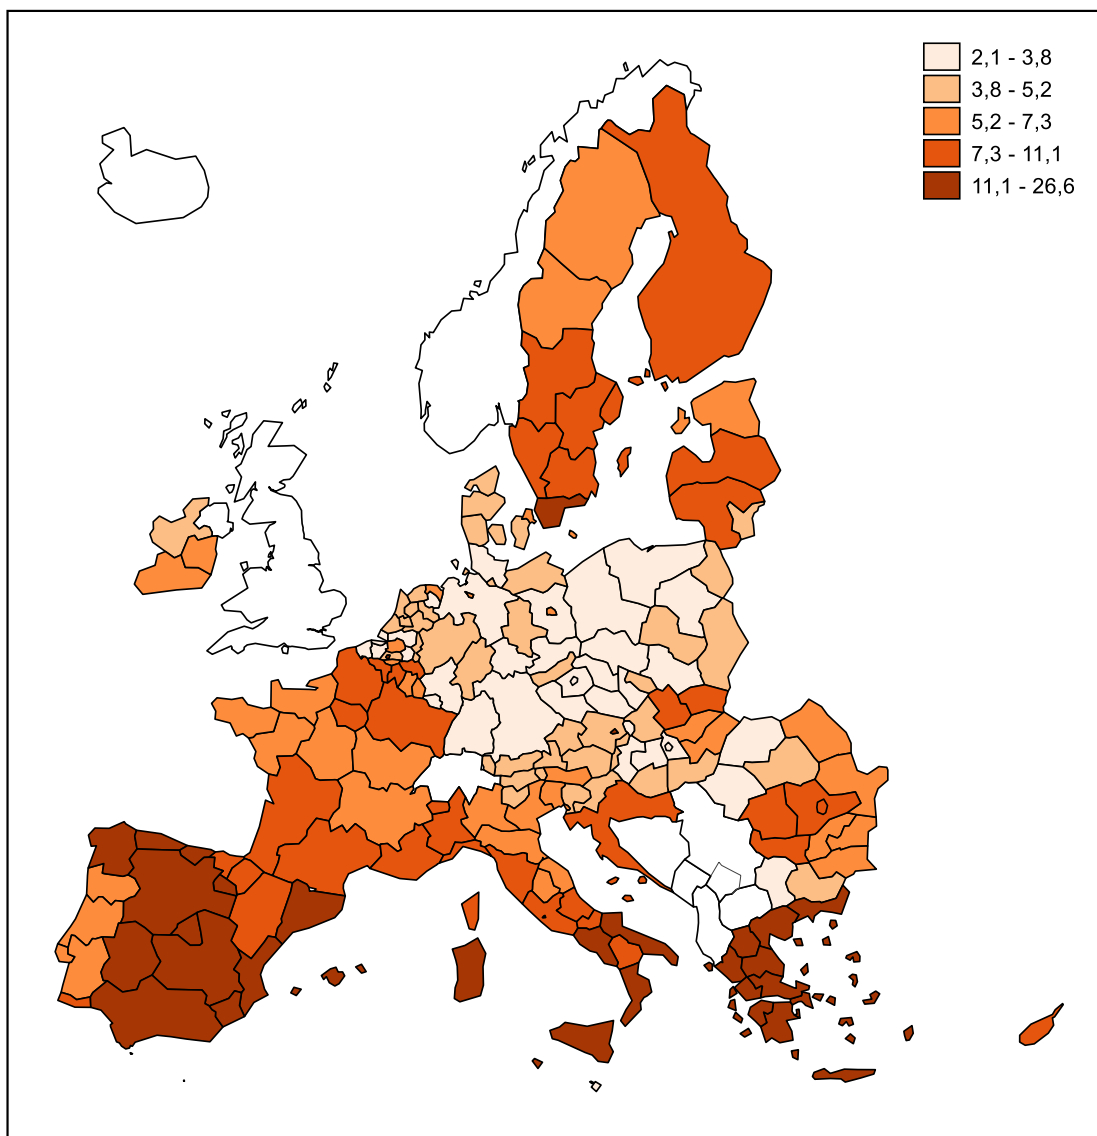 2,1 - 3,8
3,8 - 5,2
5,2 - 7,3
7,3 - 11,1
11,1 - 26,6